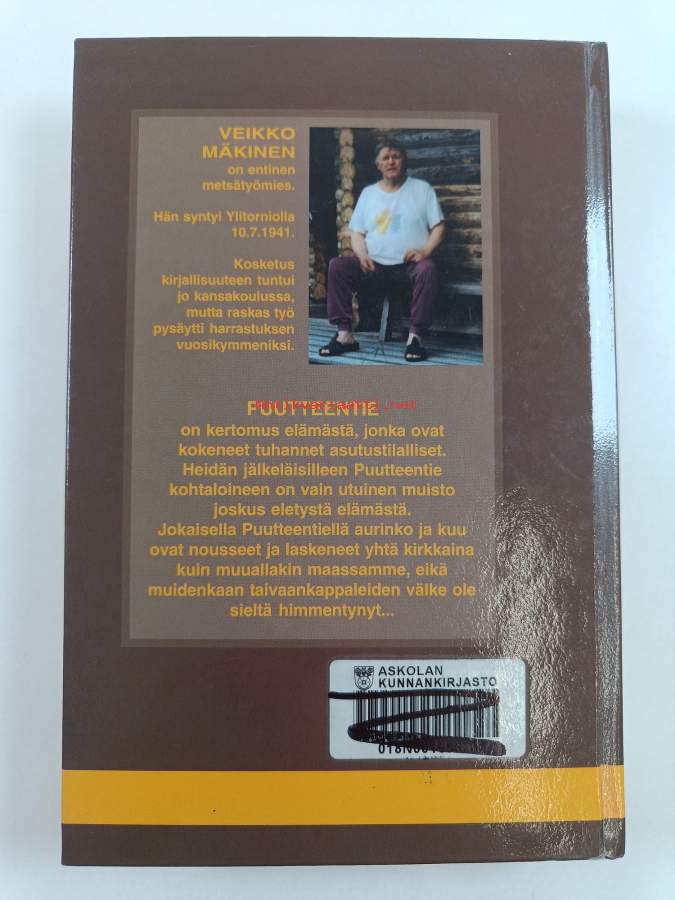 VEIKKO
MÄKINEN
on entinen
metsätyömies.
Hän syntyi Ylitorniolla
10.7.1941.
Kosketus
kirjallisuuteen tuntui
jo kansakoulussa,
mutta raskas työ
pysäytti harrastuksen
vuosikymmeniksi.
PUUTTEENTIE
on kertomus elämästä, jonka ovat
kokeneet tuhannet asutustilalliset.
Heidän jälkeläisilleen Puutteentie
kohtaloineen on vain utuinen muisto
joskus eletystä elämästä.
Jokaisella Puutteentiellä aurinko ja kuu
ovat nousseet ja laskeneet yhtä kirkkaina
kuin muuallakin maassamme, eikä
muidenkaan taivaankappaleiden välke ole
sieltä himmentynyt...
ASKOLAN
KUNNANKIRJASTO